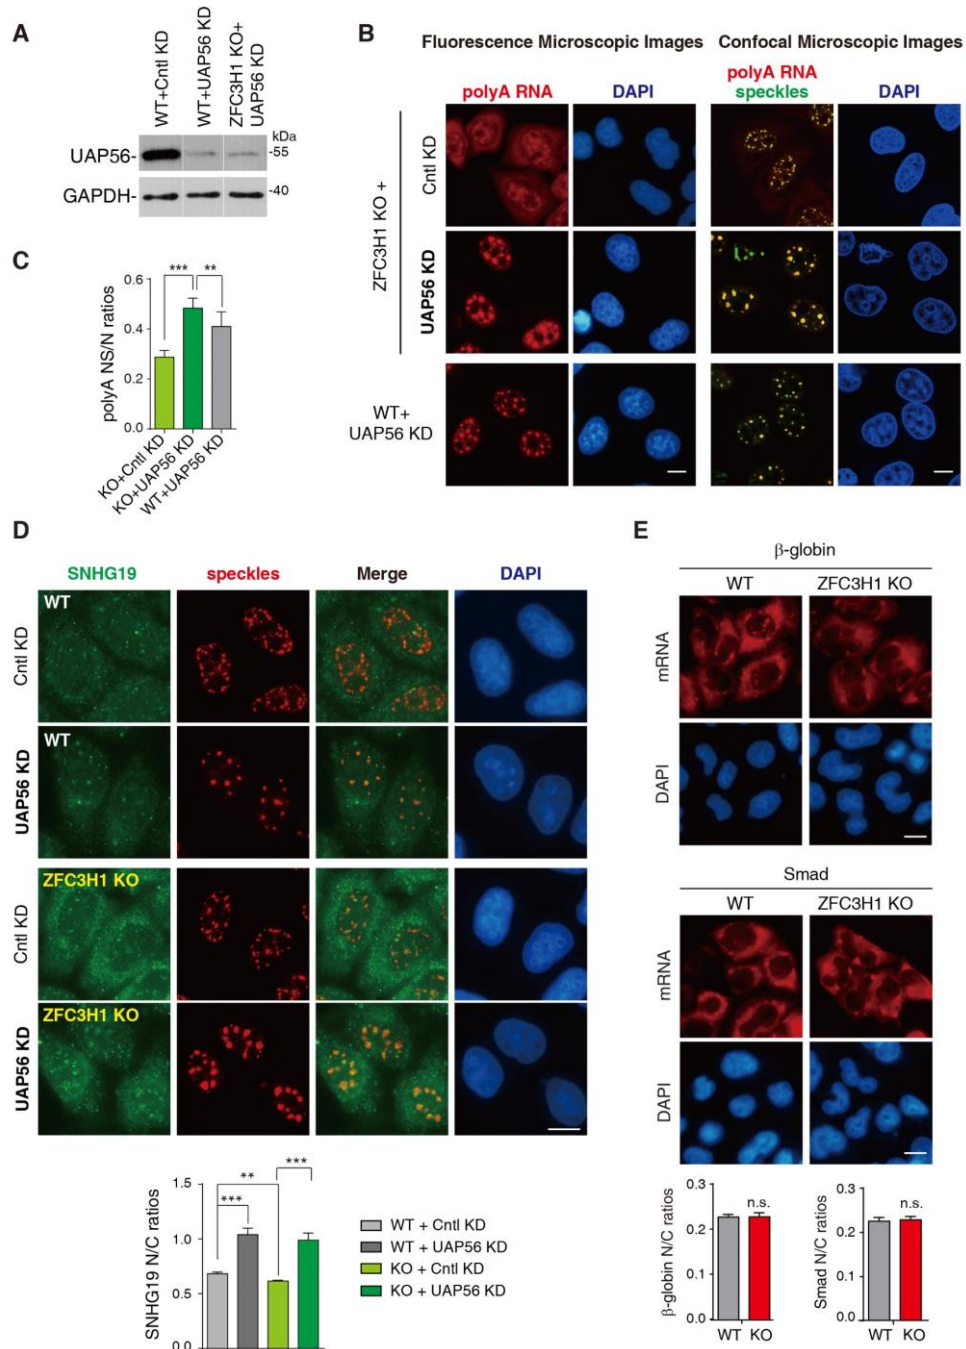 A
WT+Cntl KD
WT+UAP56 KD
ZFC3H1 KO+
UAP56 KD
kDa
UAP56-
-55
GAPDH-
-40
B
Fluorescence Microscopic Images
Confocal Microscopic Images
polyA RNA
DAPI
polyA RNA
speckles
DAPI
ZFC3H1 KO +
Cntl KD
UAP56 KD
WT+
UAP56 KD
C
polyA NS/N ratios
0.6
0.4
0.2
0.0
***
**
KO+Cntl KD
KO+UAP56 KD
WT+UAP56 KD
D
SNHG19
speckles
Merge
DAPI
Cntl KD
WT
UAP56 KD
WT
Cntl KD
ZFC3H1 KO
UAP56 KD
ZFC3H1 KO
SNHG19 N/C ratios
1.5
1.0
0.5
0.0
***
**
***
WT + Cntl KD
WT + UAP56 KD
KO + Cntl KD
KO + UAP56 KD
E
β-globin
WT
ZFC3H1 KO
mRNA
DAPI
Smad
WT
ZFC3H1 KO
mRNA
DAPI
β-globin N/C ratios
0.3
0.2
0.1
0.0
n.s.
WT KO
Smad N/C ratios
0.3
0.2
0.1
0.0
n.s.
WT KO